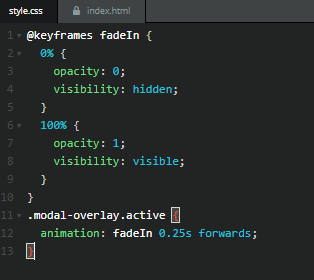 style.css index.html
1 @keyframes fadeIn {
2 0% {
3 opacity: 0;
4 visibility: hidden;
5 }
6 100% {
7 opacity: 1;
8 visibility: visible;
9 }
10 }
11 .modal-overlay.active {
12 animation: fadeIn 0.25s forwards;
13 }